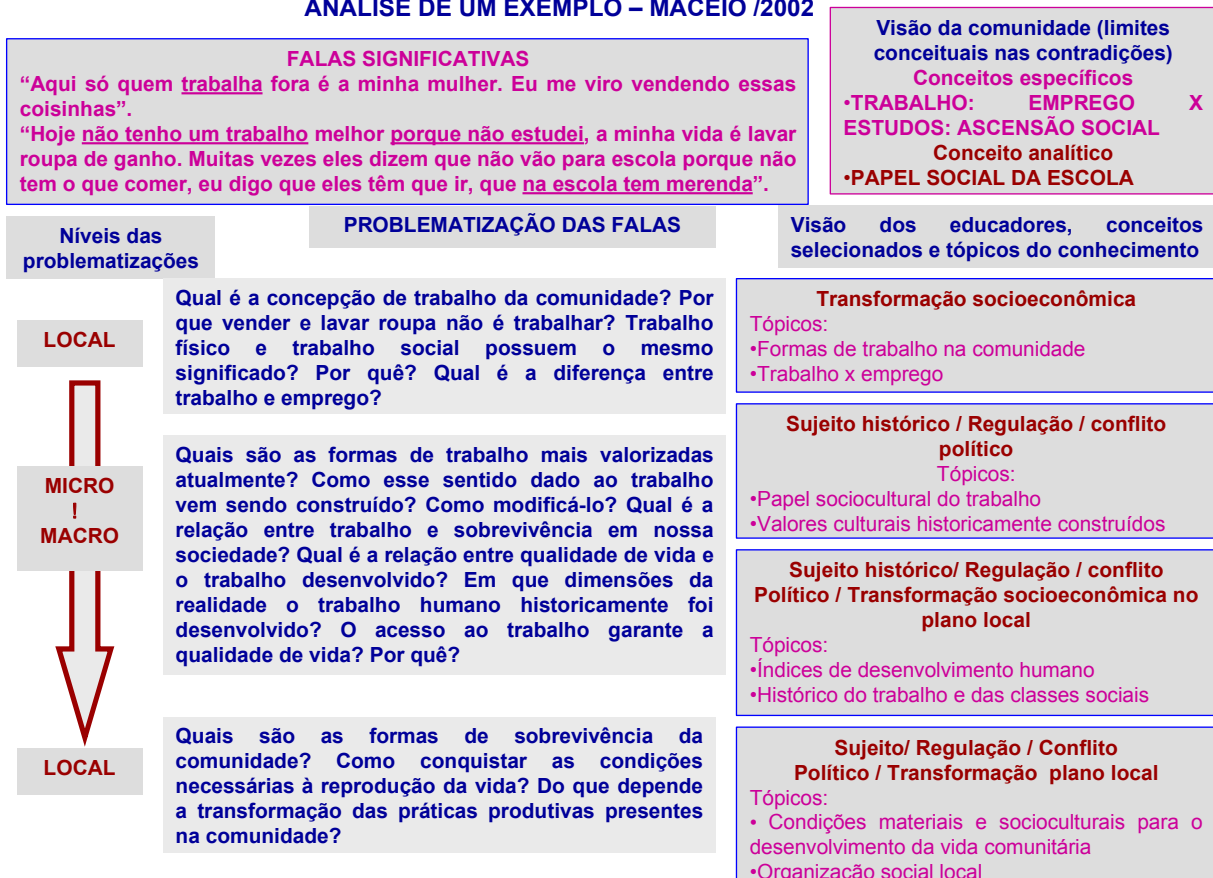 ANÁLISE DE UM EXEMPLO – MACEIÓ /2002
FALAS SIGNIFICATIVAS
“Aqui só quem trabalha fora é a minha mulher. Eu me viro vendendo essas
coisinhas”.
“Hoje não tenho um trabalho melhor porque não estudei, a minha vida é lavar
roupa de ganho. Muitas vezes eles dizem que não vão para escola porque não
tem o que comer, eu digo que eles têm que ir, que na escola tem merenda”.
Visão da comunidade (limites
conceituais nas contradições)
Conceitos específicos
•TRABALHO: EMPREGO X
ESTUDOS: ASCENSÃO SOCIAL
Conceito analítico
•PAPEL SOCIAL DA ESCOLA
Níveis das
problematizações
PROBLEMATIZAÇÃO DAS FALAS
Visão dos educadores, conceitos
selecionados e tópicos do conhecimento
LOCAL
Qual é a concepção de trabalho da comunidade? Por
que vender e lavar roupa não é trabalhar? Trabalho
físico e trabalho social possuem o mesmo
significado? Por quê? Qual é a diferença entre
trabalho e emprego?
Transformação socioeconômica
Tópicos:
•Formas de trabalho na comunidade
•Trabalho x emprego
MICRO
!
MACRO
Quais são as formas de trabalho mais valorizadas
atualmente? Como esse sentido dado ao trabalho
vem sendo construído? Como modificá-lo? Qual é a
relação entre trabalho e sobrevivência em nossa
sociedade? Qual é a relação entre qualidade de vida e
o trabalho desenvolvido? Em que dimensões da
realidade o trabalho humano historicamente foi
desenvolvido? O acesso ao trabalho garante a
qualidade de vida? Por quê?
Sujeito histórico / Regulação / conflito
político
Tópicos:
•Papel sociocultural do trabalho
•Valores culturais historicamente construídos
Sujeito histórico/ Regulação / conflito
Político / Transformação socioeconômica no
plano local
Tópicos:
•Índices de desenvolvimento humano
•Histórico do trabalho e das classes sociais
LOCAL
Quais são as formas de sobrevivência da
comunidade? Como conquistar as condições
necessárias à reprodução da vida? Do que depende
a transformação das práticas produtivas presentes
na comunidade?
Sujeito/ Regulação / Conflito
Político / Transformação plano local
Tópicos:
• Condições materiais e socioculturais para o
desenvolvimento da vida comunitária
•Organização social local